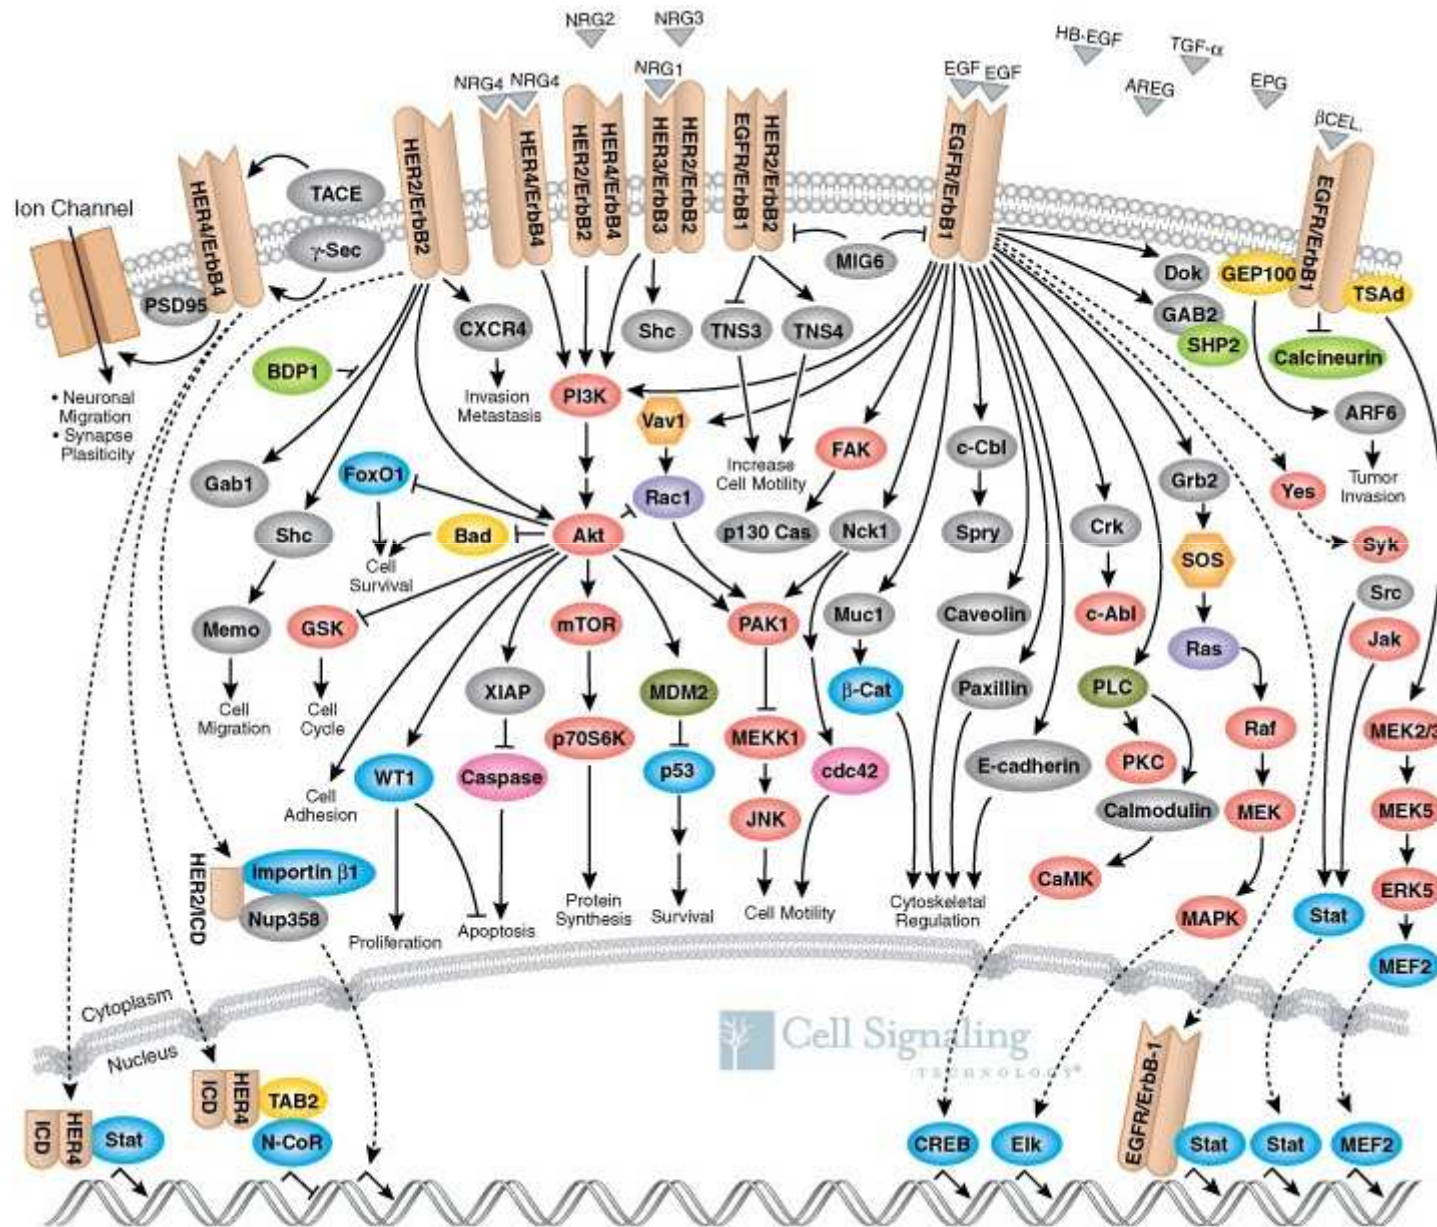 NRG2
NRG3
HB-EGF
TGF-α
NRG4
NRG4
NRG1
EGF
EGF
AREG
EPG
βCEL.
HER4/ErbB4
TACE
γ-Sec
HER2/ErbB2
HER4/ErbB4
HER2/ErbB2
HER4/ErbB4
HER3/ErbB3
HER2/ErbB2
EGFR/ErbB1
HER2/ErbB2
EGFR/ErbB1
EGFR/ErbB1
Ion Channel
PSD95
MIG6
Dok
GEP100
TSAd
GAB2
SHP2
Calcineurin
CXCR4
Shc
TNS3
TNS4
BDP1
Invasion
Metastasis
PI3K
Vav1
• Neuronal
Migration
• Synapse
Plasiticity
ARF6
Tumor
Invasion
Gab1
FoxO1
Rac1
Increase
Cell Motility
FAK
c-Cbl
Grb2
Yes
Shc
Bad
Akt
p130 Cas
Nck1
Spry
Crk
SOS
Syk
Cell
Survival
Src
Memo
GSK
mTOR
PAK1
Muc1
Caveolin
c-Abl
Ras
Jak
Cell
Migration
Cell
Cycle
XIAP
MDM2
β-Cat
Paxillin
PLC
Raf
MEK2/3
p70S6K
MEKK1
WT1
Caspase
p53
cdc42
E-cadherin
PKC
Cell
Adhesion
JNK
Calmodulin
MEK
MEK5
HER2/ICD
Importin β1
Nup358
CaMK
MAPK
ERK5
Stat
Proliferation
Apoptosis
Protein
Synthesis
Survival
Cell Motility
Cytoskeletal
Regulation
MEF2
Cytoplasm
Nucleus
Cell Signaling
TECHNOLOGY®
ICD
HER4
TAB2
N-CoR
ICD
HER4
Stat
CREB
Elk
EGFR/ErbB-1
Stat
Stat
MEF2